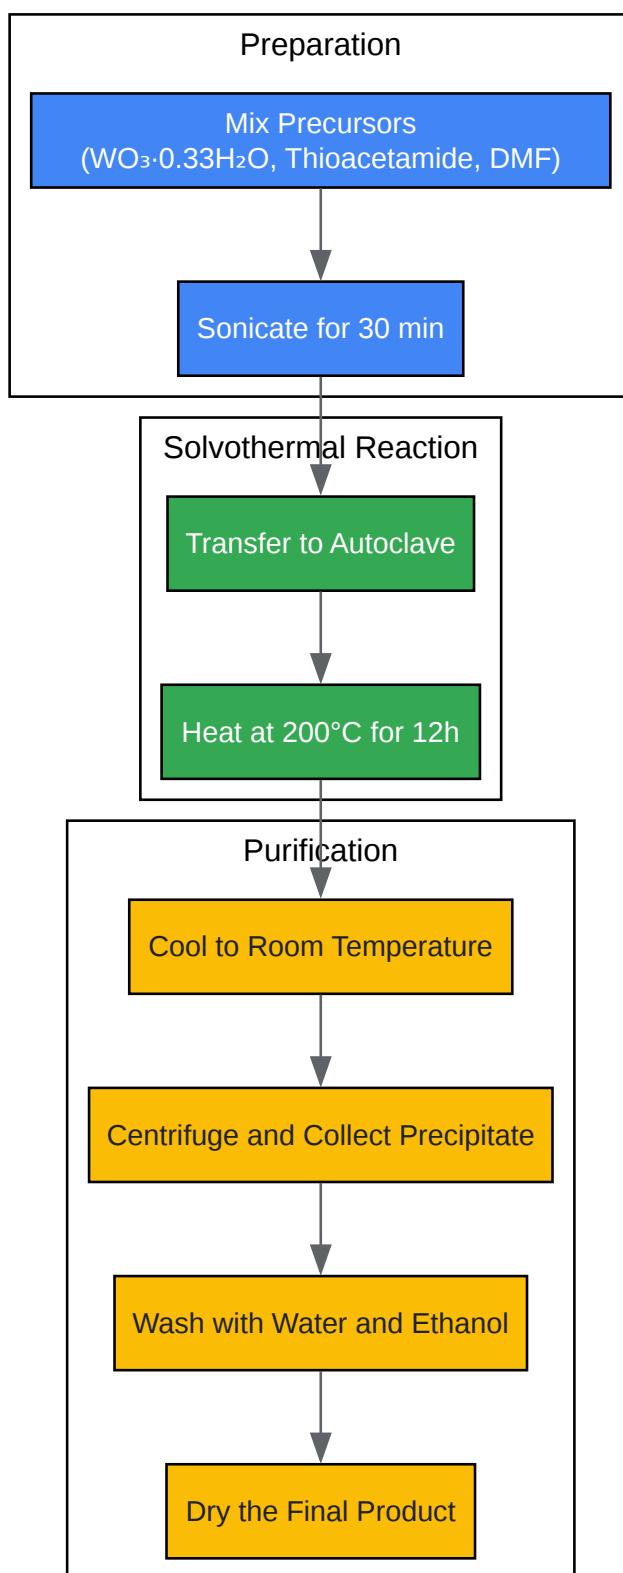 Preparation
Mix Precursors
(WO₃·0.33H₂O, Thioacetamide, DMF)
Sonicate for 30 min
Solvothermal Reaction
Transfer to Autoclave
Heat at 200°C for 12h
Purification
Cool to Room Temperature
Centrifuge and Collect Precipitate
Wash with Water and Ethanol
Dry the Final Product